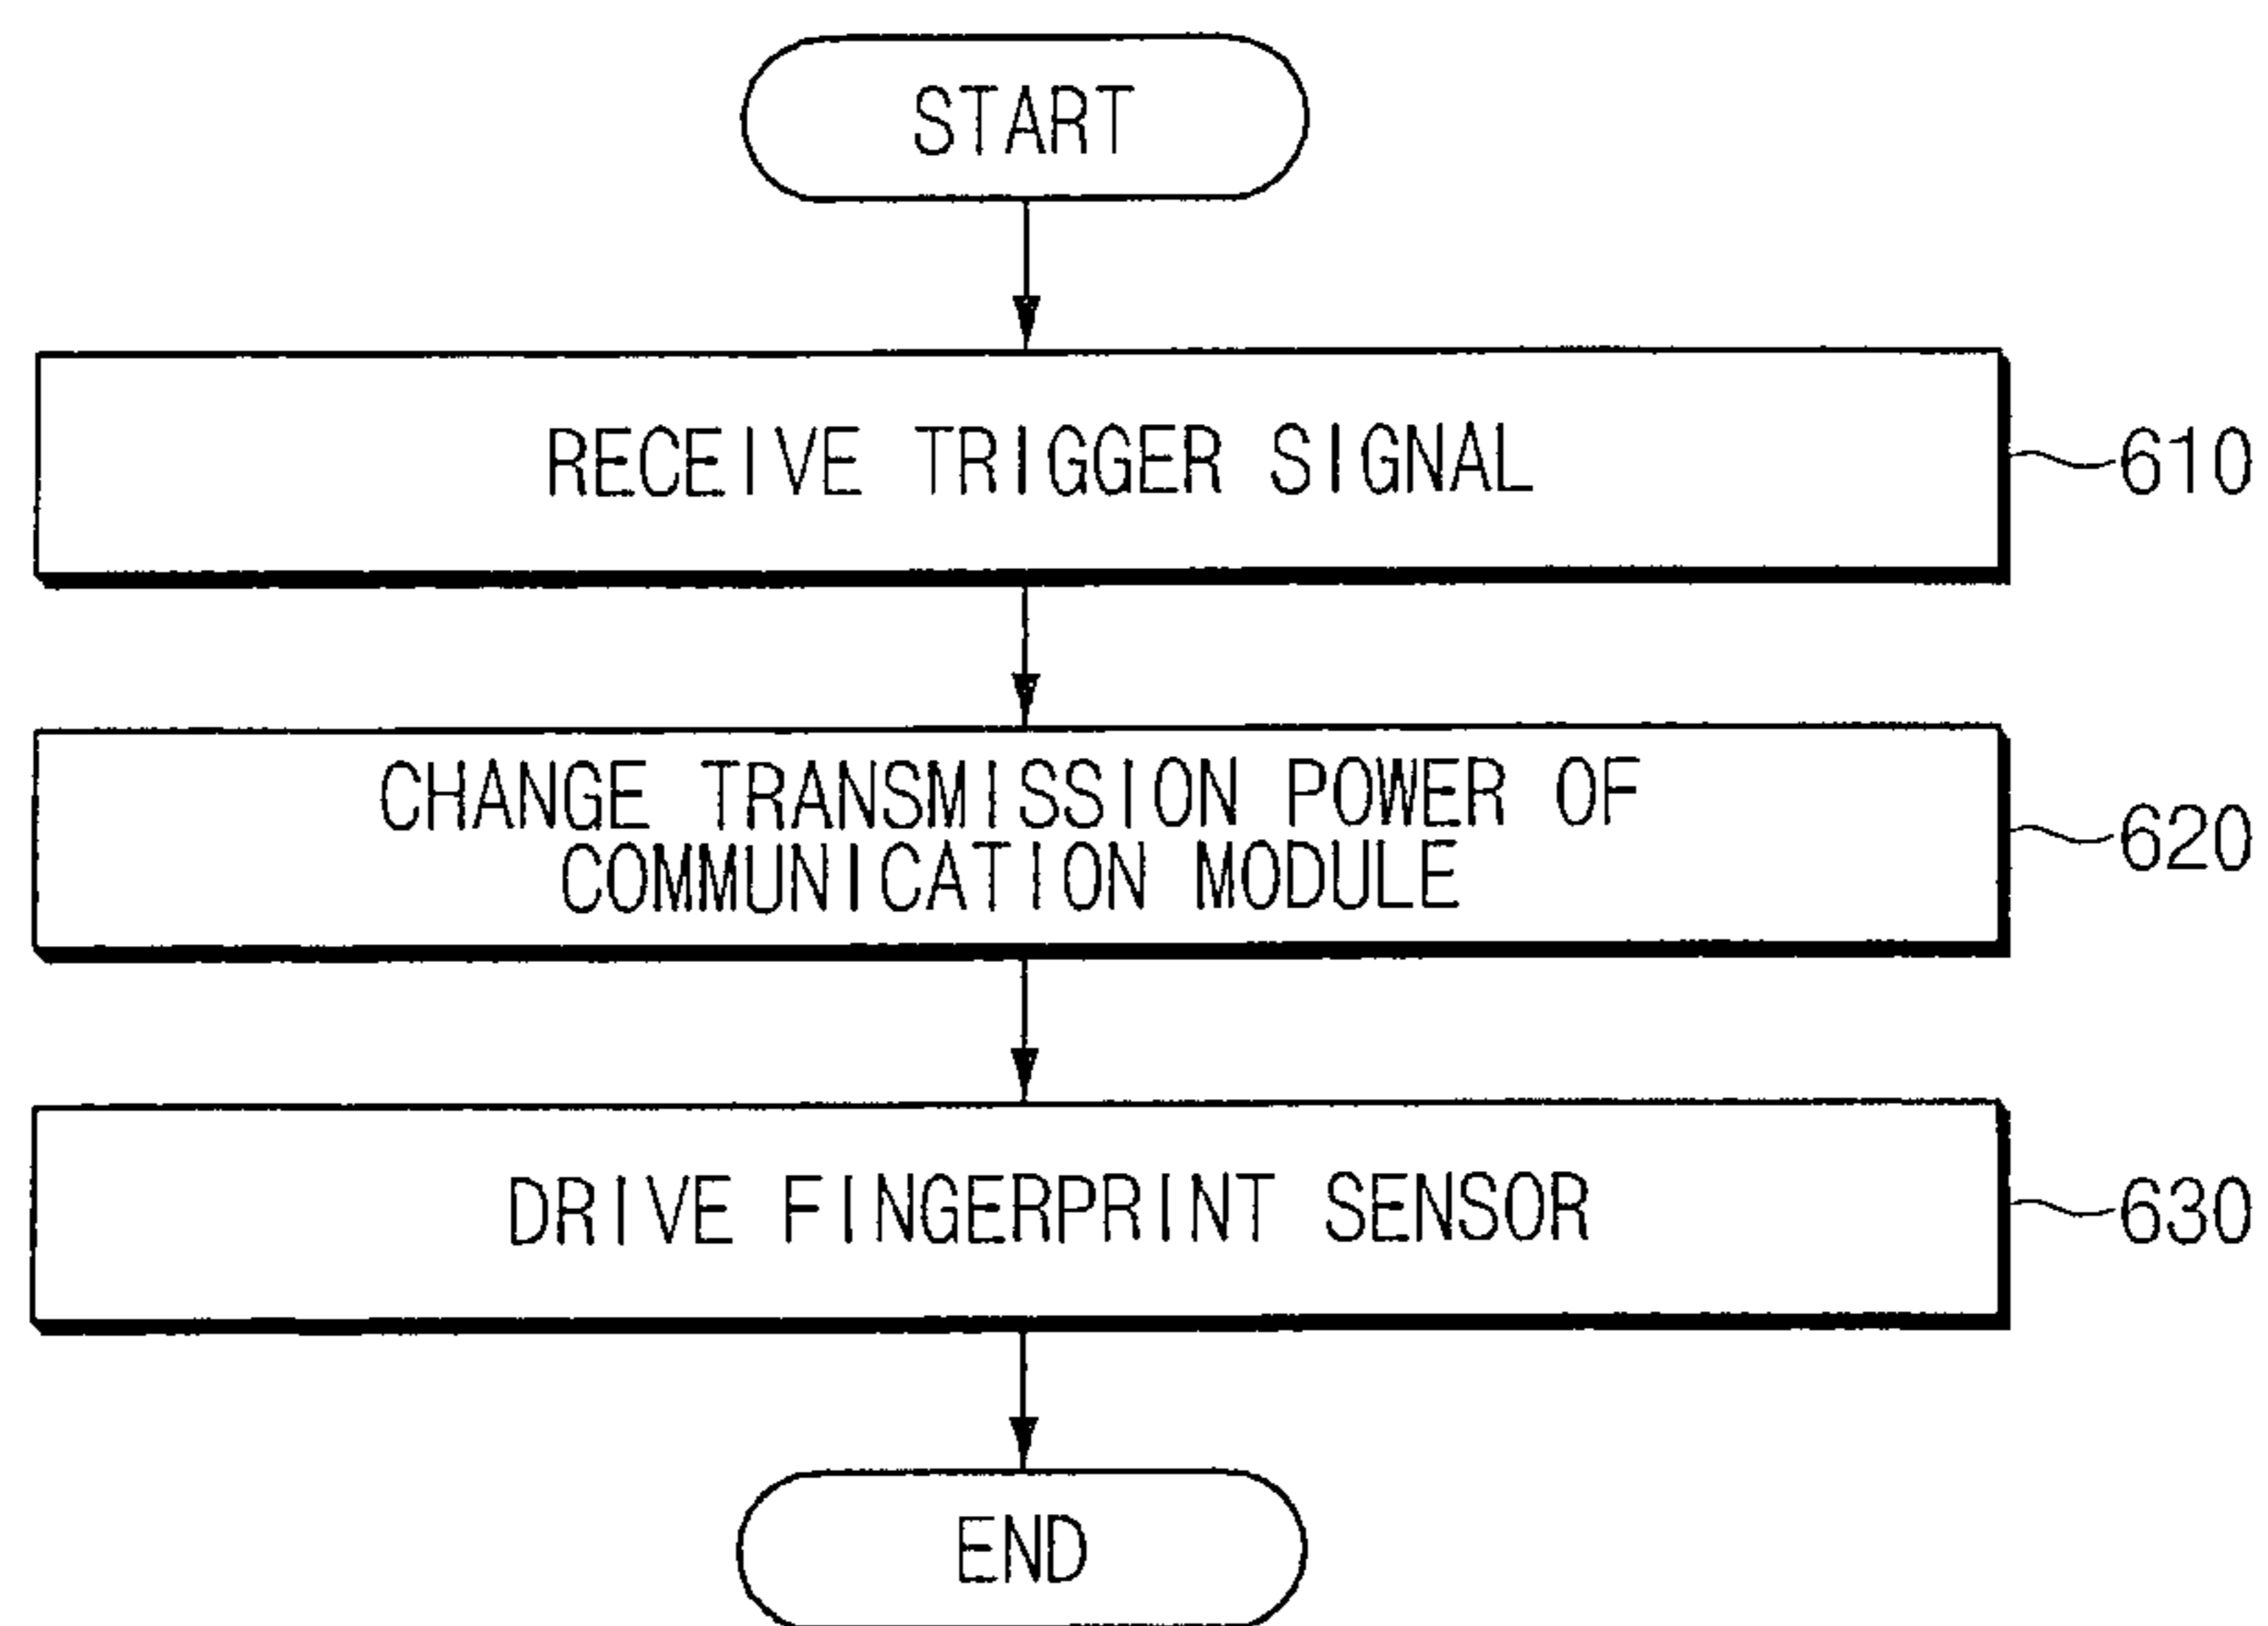 START
RECEIVE TRIGGER SIGNAL
610
CHANGE TRANSMISSION POWER OF
COMMUNICATION MODULE
620
DRIVE FINGERPRINT SENSOR
630
END